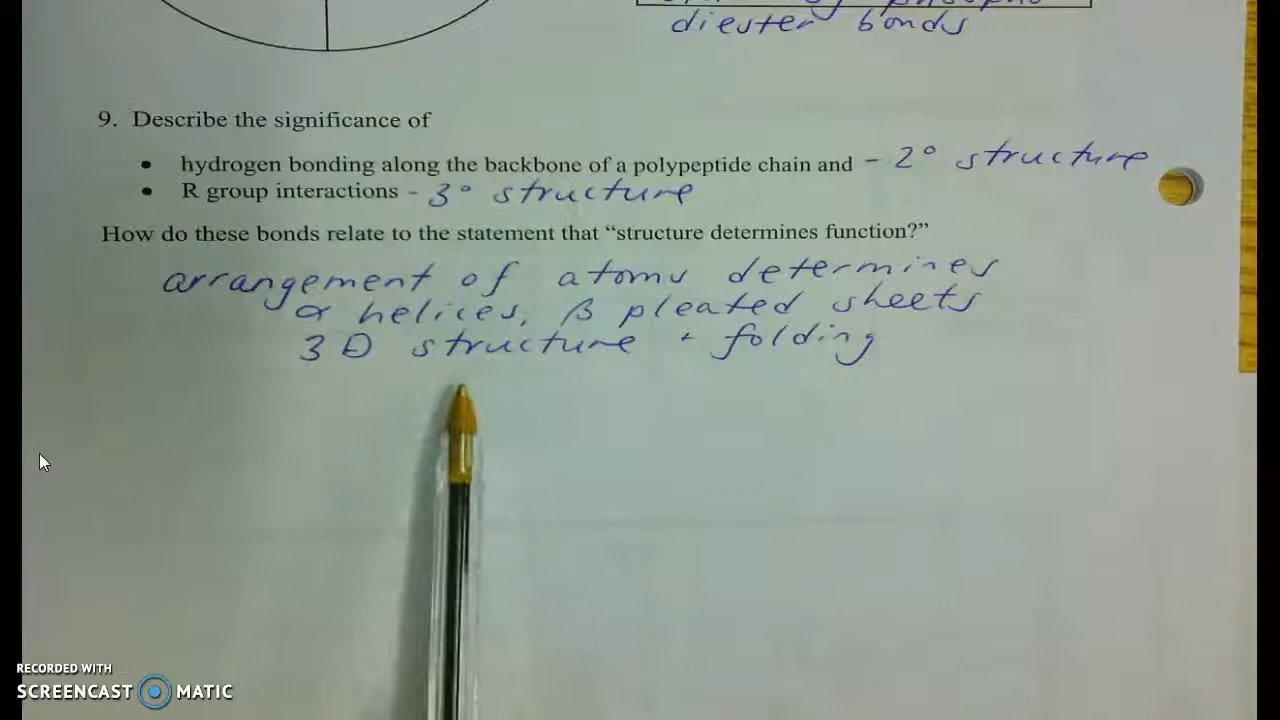 diester bonds
9. Describe the significance of
• hydrogen bonding along the backbone of a polypeptide chain and - 2° structure
• R group interactions - 3° structure
How do these bonds relate to the statement that “structure determines function?”
arrangement of atoms determines
α helices, β pleated sheets
3D structure + folding
RECORDED WITH
SCREENCAST MATIC